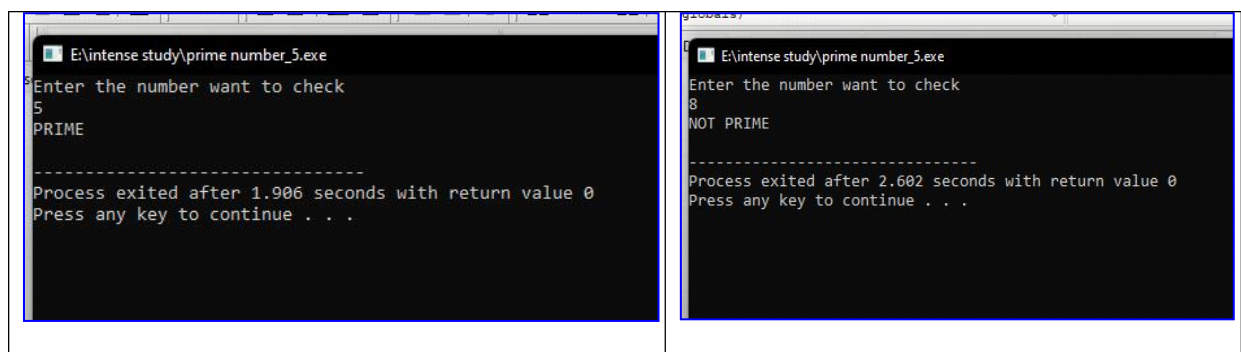 E:\intense study\prime number_5.exe
Enter the number want to check
5
PRIME
--------------------------------
Process exited after 1.906 seconds with return value 0
Press any key to continue . . .
globals)
E:\intense study\prime number_5.exe
Enter the number want to check
8
NOT PRIME
--------------------------------
Process exited after 2.602 seconds with return value 0
Press any key to continue . . .